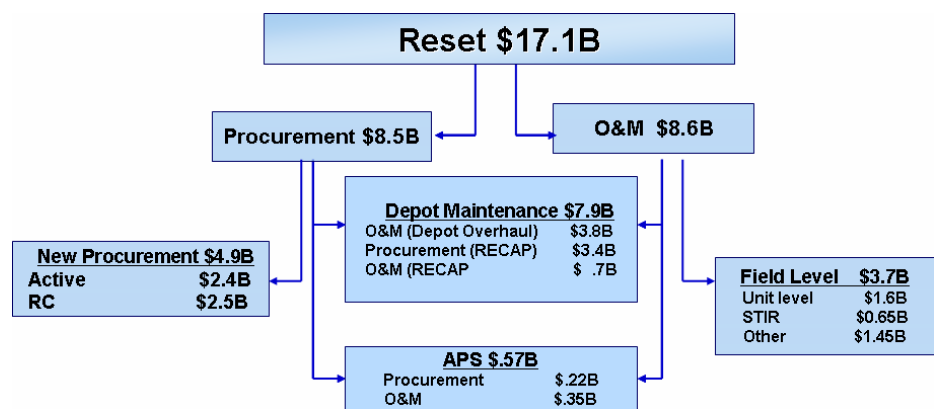 Reset $17.1B
Procurement $8.5B
O&M $8.6B
Depot Maintenance $7.9B
O&M (Depot Overhaul) $3.8B
Procurement (RECAP) $3.4B
O&M (RECAP $ .7B
New Procurement $4.9B
Active $2.4B
RC $2.5B
Field Level $3.7B
Unit level $1.6B
STIR $0.65B
Other $1.45B
APS $.57B
Procurement $.22B
O&M $.35B